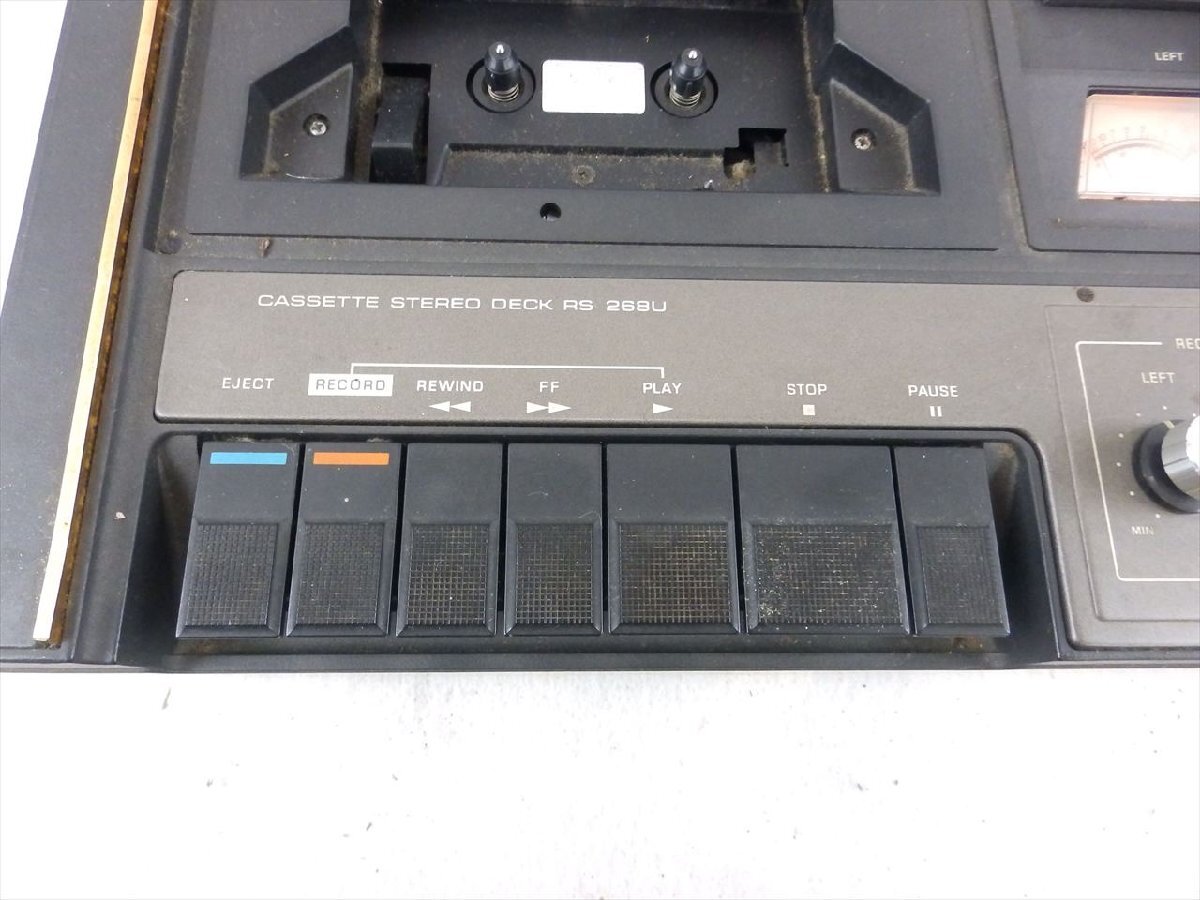 LEFT
CASSETTE STEREO DECK RS 268U
EJECT RECORD REWIND FF PLAY STOP PAUSE
LEFT
MIN